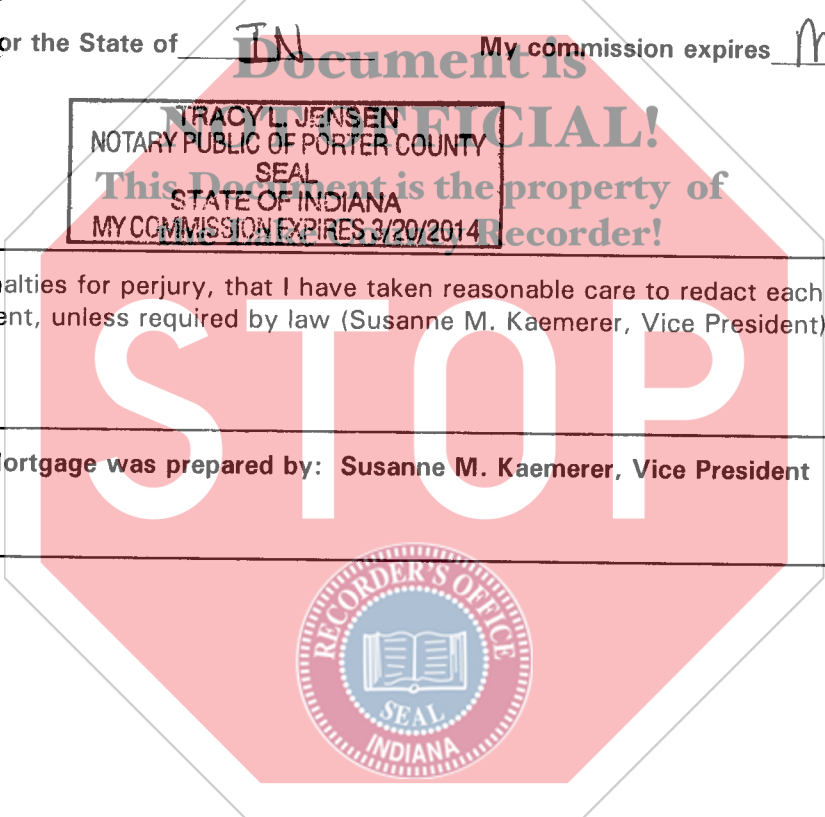 or the State of IN My commission expires
Document is
NOT OFFICIAL!
This Document is the property of
the Lake County Recorder!
TRACY L. JENSEN
NOTARY PUBLIC OF PORTER COUNTY
SEAL
STATE OF INDIANA
MY COMMISSION EXPIRES 3/20/2014
alties for perjury, that I have taken reasonable care to redact each
ent, unless required by law (Susanne M. Kaemerer, Vice President)
STOP
ortgage was prepared by: Susanne M. Kaemerer, Vice President
RECORDER'S OFFICE
SEAL
INDIANA